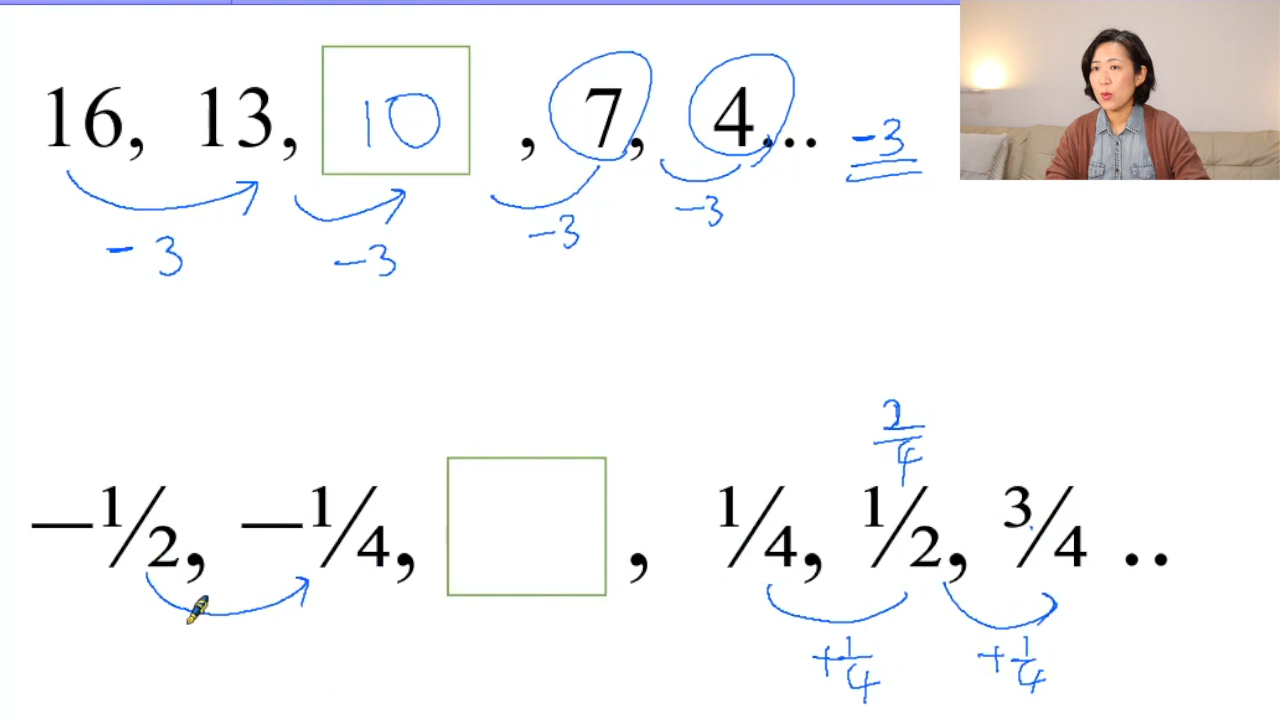 16, 13, 10 , 7, 4... -3
-3 -3 -3 -3
2/4
–½, –¼, , ¼, ½, ¾ ..
+1/4 +1/4